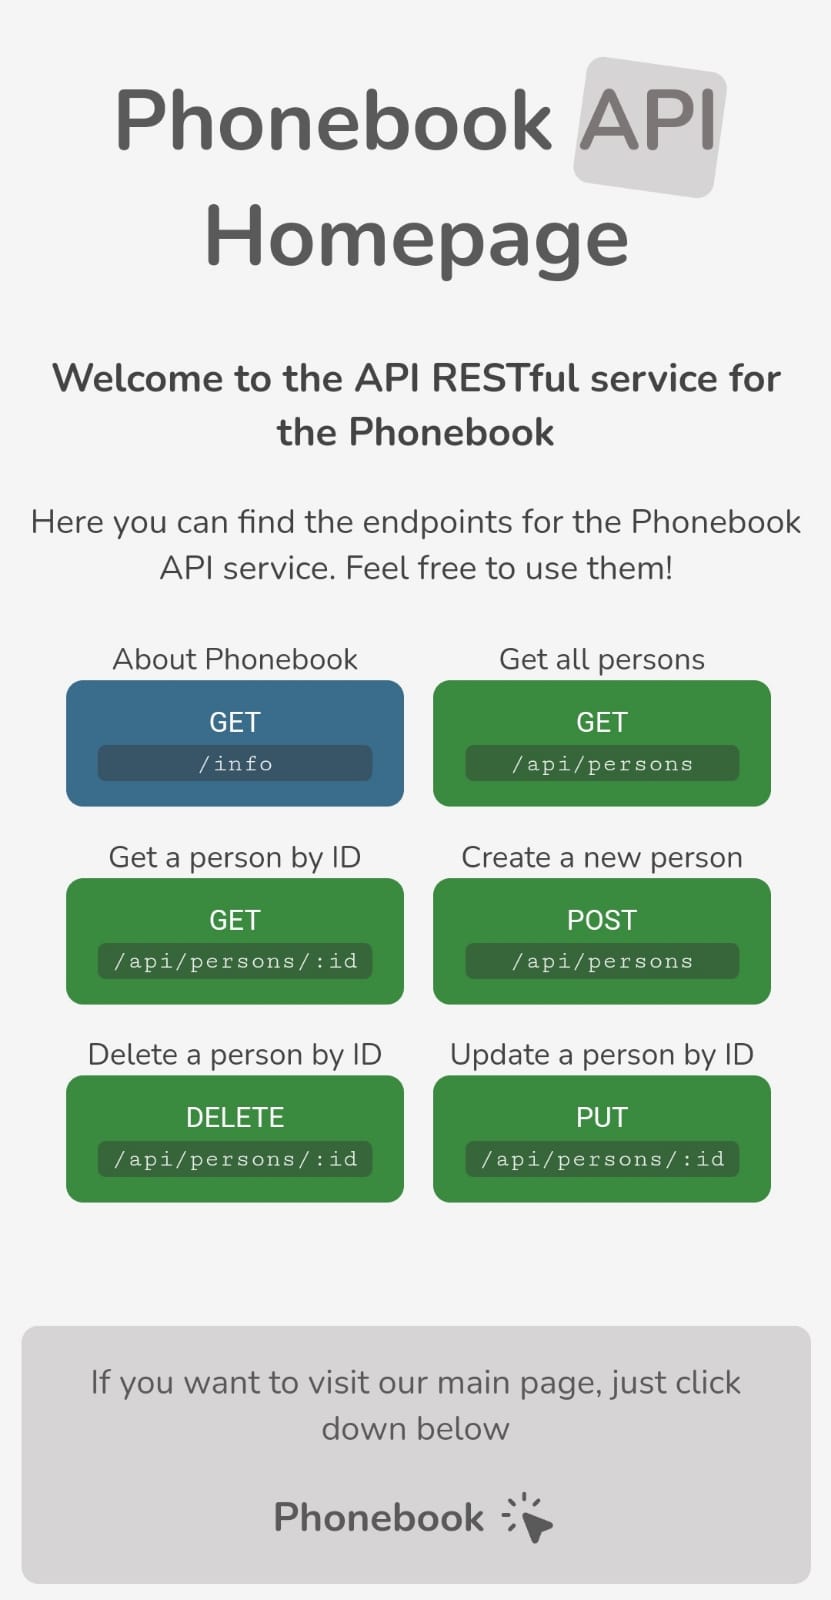 Phonebook API
Homepage
Welcome to the API RESTful service for
the Phonebook
Here you can find the endpoints for the Phonebook
API service. Feel free to use them!
About Phonebook
GET
/info
Get all persons
GET
/api/persons
Get a person by ID
GET
/api/persons/:id
Create a new person
POST
/api/persons
Delete a person by ID
DELETE
/api/persons/:id
Update a person by ID
PUT
/api/persons/:id
If you want to visit our main page, just click
down below
Phonebook